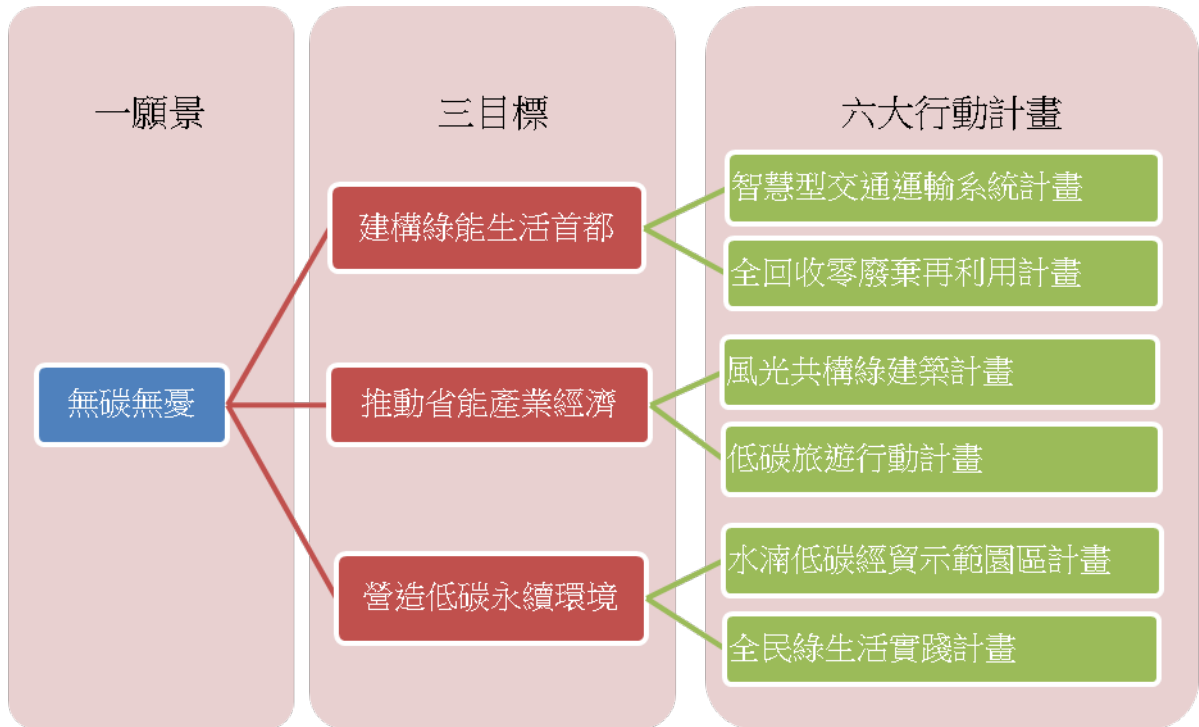 一願景
三目標
六大行動計畫
無碳無憂
建構綠能生活首都
推動省能產業經濟
營造低碳永續環境
智慧型交通運輸系統計畫
全回收零廢棄再利用計畫
風光共構綠建築計畫
低碳旅遊行動計畫
水湳低碳經貿示範園區計畫
全民綠生活實踐計畫